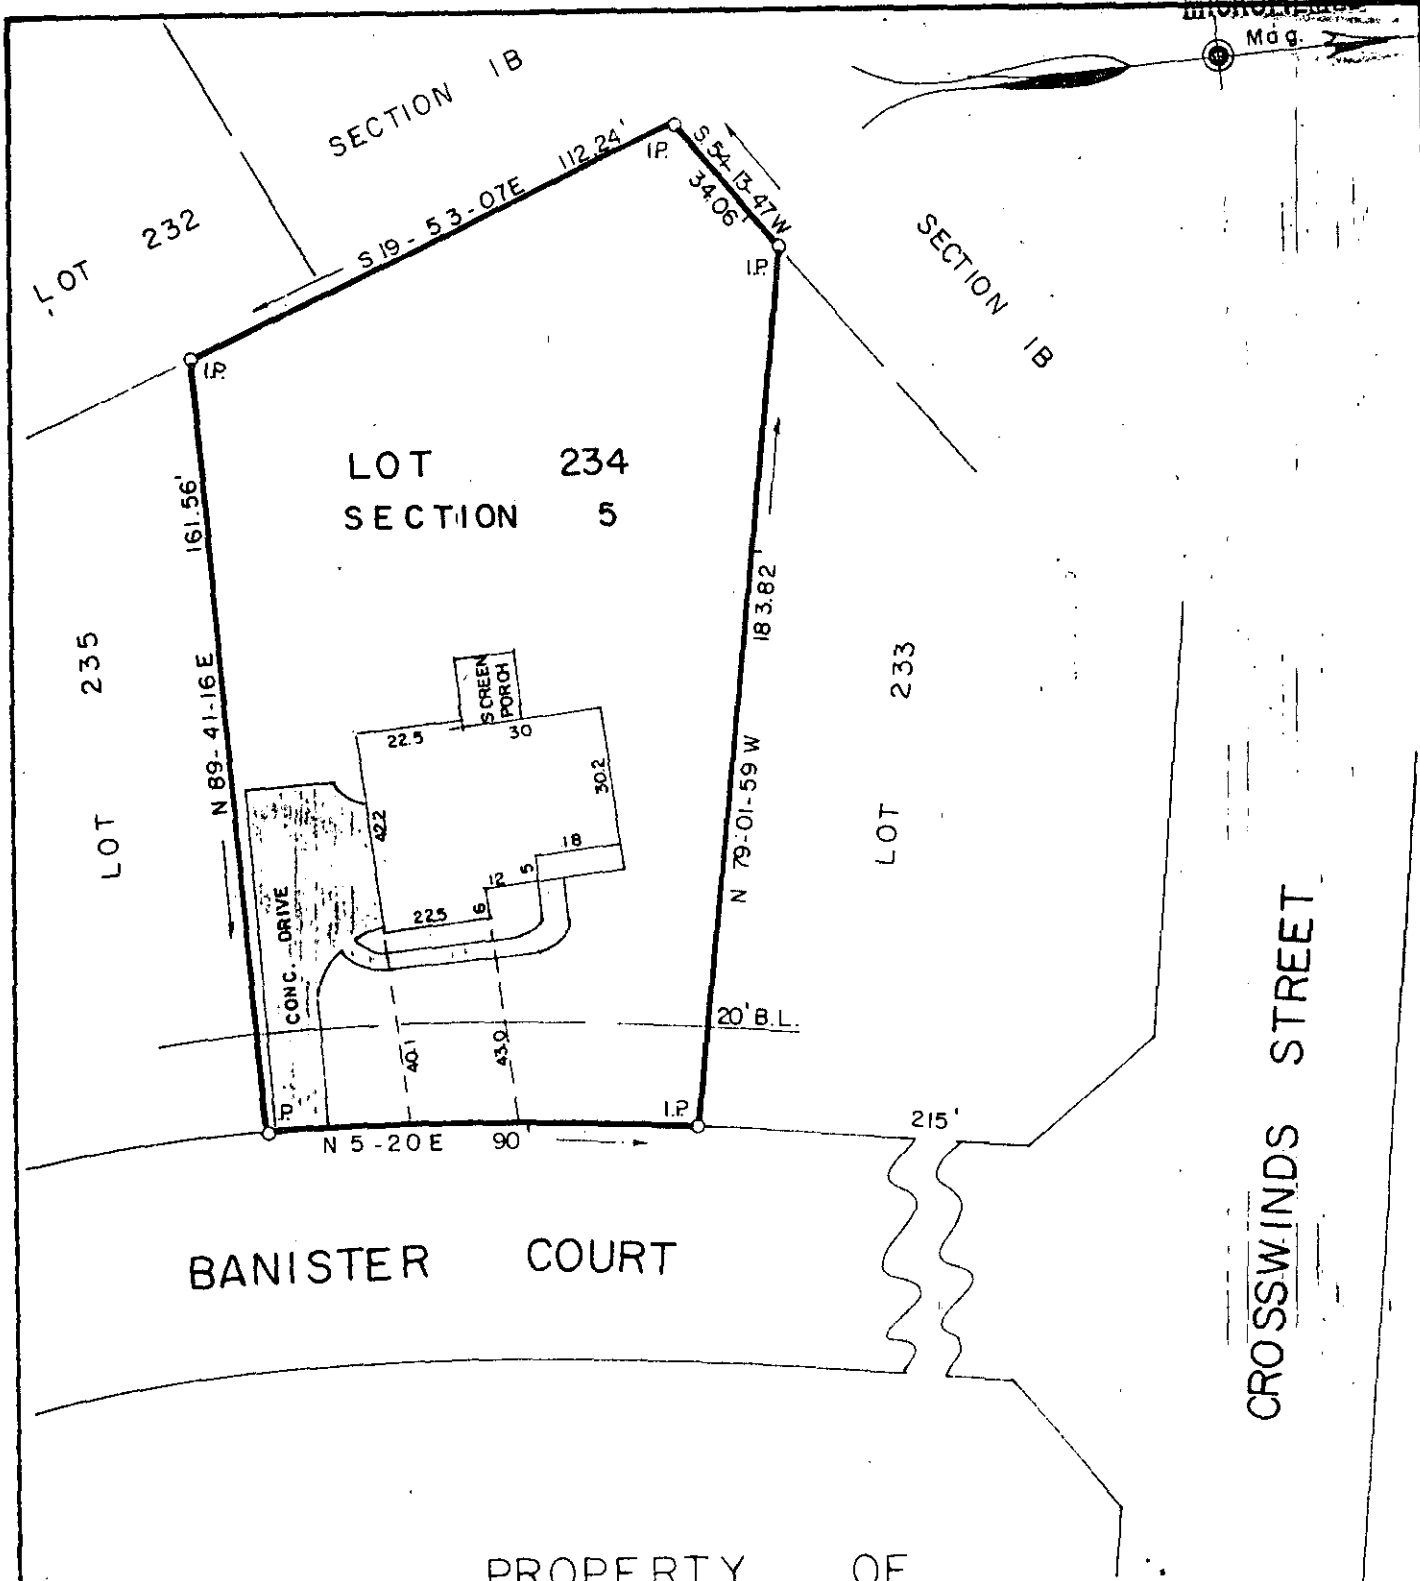 Mag.
SECTION 1B
LOT 232
S 19-53-07E 112.24'
I.P.
S.54-13-47W
34.06'
I.P.
SECTION 1B
I.P.
LOT 234
SECTION 5
161.56'
N 89-41-16E
183.82'
N 79-01-59 W
LOT 235
LOT 233
SCREEN
PORCH
22.5
30
30.2
42.2
18
5
12
6
22.5
CONC. DRIVE
20' B.L.
40.1
43.0
I.P.
N 5-20E 90'
215'
BANISTER COURT
CROSSWINDS STREET
PROPERTY OF